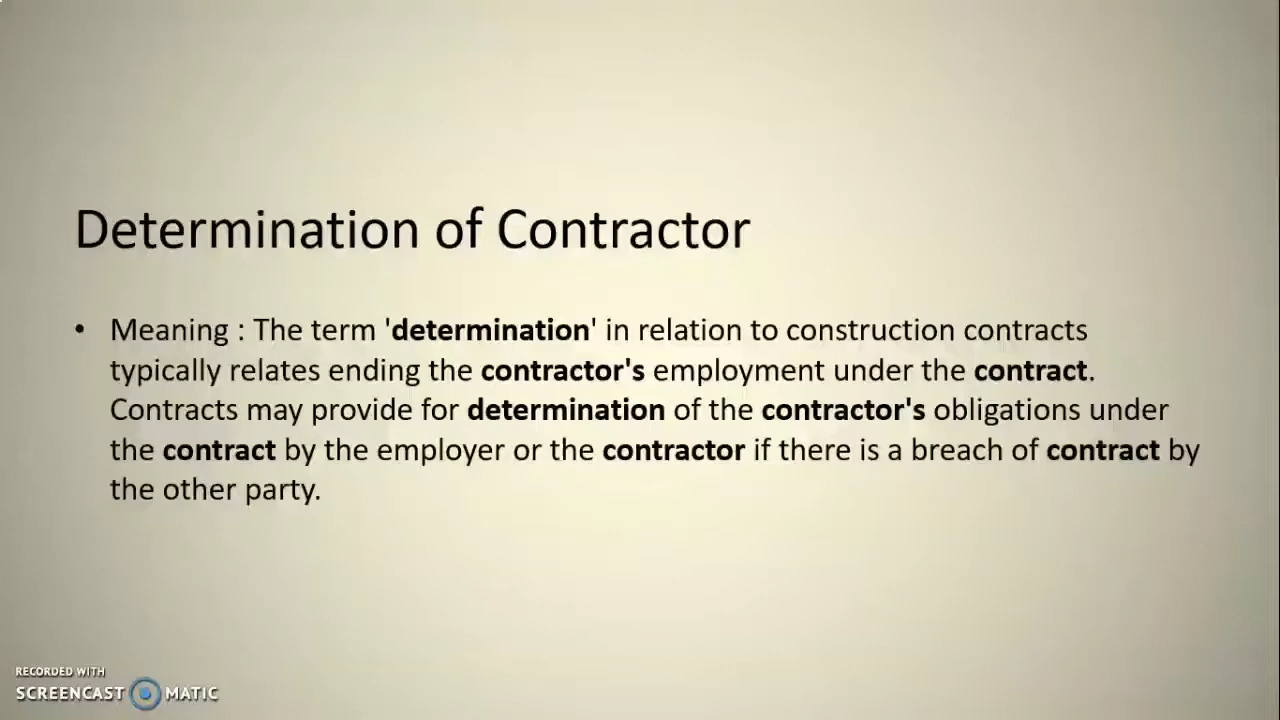 Determination of Contractor
• Meaning : The term 'determination' in relation to construction contracts
typically relates ending the contractor's employment under the contract.
Contracts may provide for determination of the contractor's obligations under
the contract by the employer or the contractor if there is a breach of contract by
the other party.
RECORDED WITH
SCREENCAST MATIC